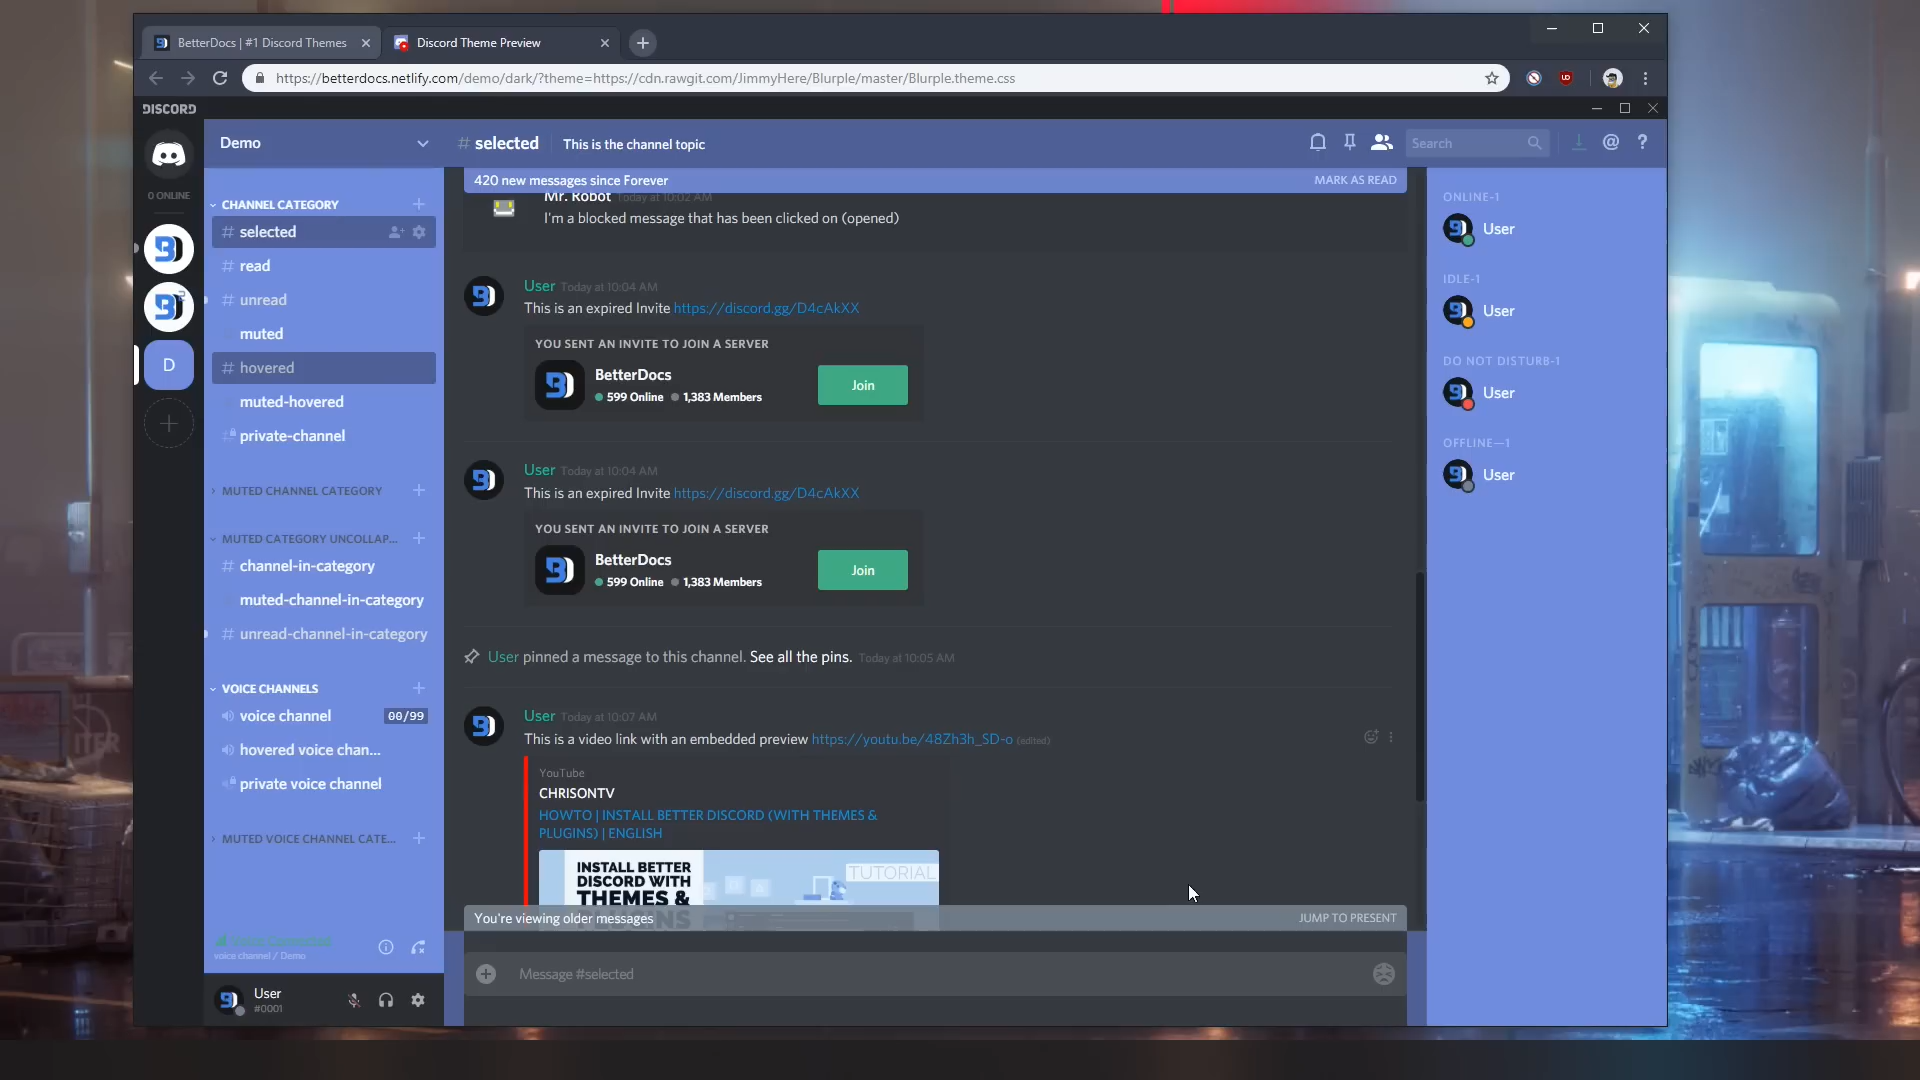 BetterDocs | #1 Discord Themes
Discord Theme Preview
https://betterdocs.netlify.com/demo/dark/?theme=https://cdn.rawgit.com/JimmyHere/Blurple/master/Blurple.theme.css
DISCORD
Demo
# selected
This is the channel topic
Search
0 ONLINE
D
CHANNEL CATEGORY
# selected
# read
# unread
muted
# hovered
muted-hovered
private-channel
MUTED CHANNEL CATEGORY
MUTED CATEGORY UNCOLLAP...
# channel-in-category
muted-channel-in-category
# unread-channel-in-category
VOICE CHANNELS
voice channel 00/99
hovered voice chan...
private voice channel
MUTED VOICE CHANNEL CATE...
Voice Connected
voice channel / Demo
User
#0001
420 new messages since Forever
MARK AS READ
Mr. Robot Today at 10:02 AM
I'm a blocked message that has been clicked on (opened)
User Today at 10:04 AM
This is an expired Invite https://discord.gg/D4cAkXX
YOU SENT AN INVITE TO JOIN A SERVER
BetterDocs
599 Online 1,383 Members
Join
User Today at 10:04 AM
This is an expired Invite https://discord.gg/D4cAkXX
YOU SENT AN INVITE TO JOIN A SERVER
BetterDocs
599 Online 1,383 Members
Join
User pinned a message to this channel. See all the pins. Today at 10:05 AM
User Today at 10:07 AM
This is a video link with an embedded preview https://youtu.be/48Zh3h_SD-o (edited)
YouTube
CHRISONTV
HOWTO | INSTALL BETTER DISCORD (WITH THEMES &
PLUGINS) | ENGLISH
INSTALL BETTER
DISCORD WITH
THEMES &
PLUGINS
TUTORIAL
You're viewing older messages
JUMP TO PRESENT
Message #selected
ONLINE-1
User
IDLE-1
User
DO NOT DISTURB-1
User
OFFLINE—1
User